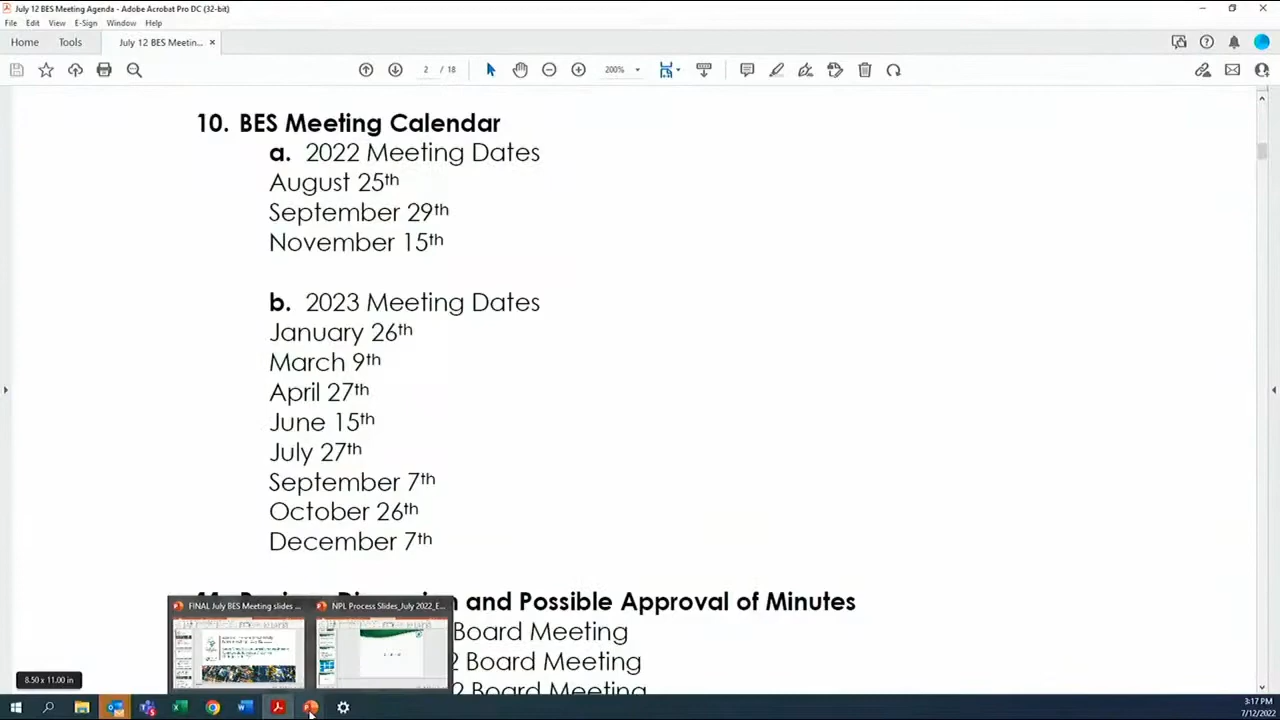 July 12 BES Meeting Agenda - Adobe Acrobat Pro DC (32-bit)
File Edit View E-Sign Window Help
Home Tools July 12 BES Meetin... ×
2 / 18 200%
10. BES Meeting Calendar
a. 2022 Meeting Dates
August 25th
September 29th
November 15th
b. 2023 Meeting Dates
January 26th
March 9th
April 27th
June 15th
July 27th
September 7th
October 26th
December 7th
and Possible Approval of Minutes
FINAL July BES Meeting slides ... NPL Process Slides_July 2022_E...
Board Meeting
2 Board Meeting
2 Board Meeting
8.50 x 11.00 in
3:17 PM
7/12/2022